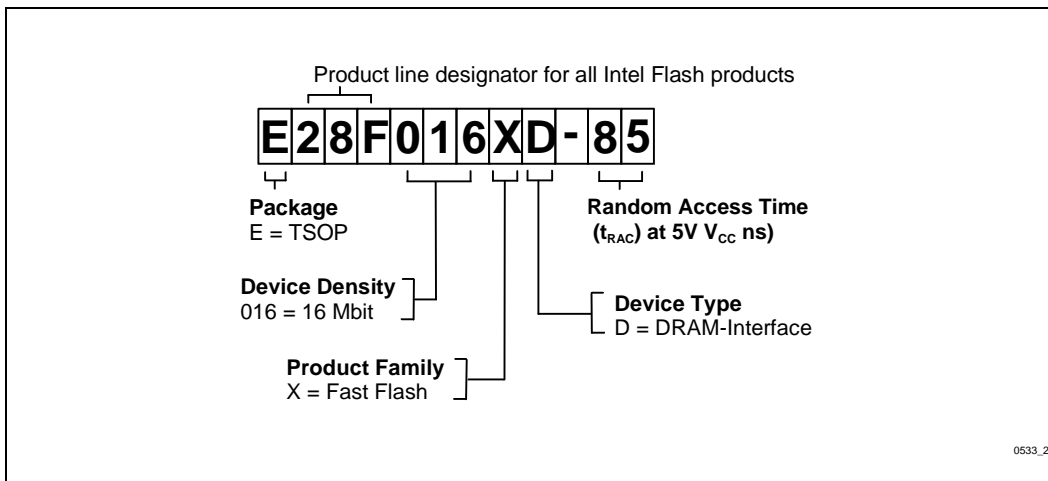 Product line designator for all Intel Flash products
E28F016XD-85
Package
E = TSOP
Random Access Time
(tRAC) at 5V VCC ns)
Device Density
016 = 16 Mbit
Device Type
D = DRAM-Interface
Product Family
X = Fast Flash
0533_2